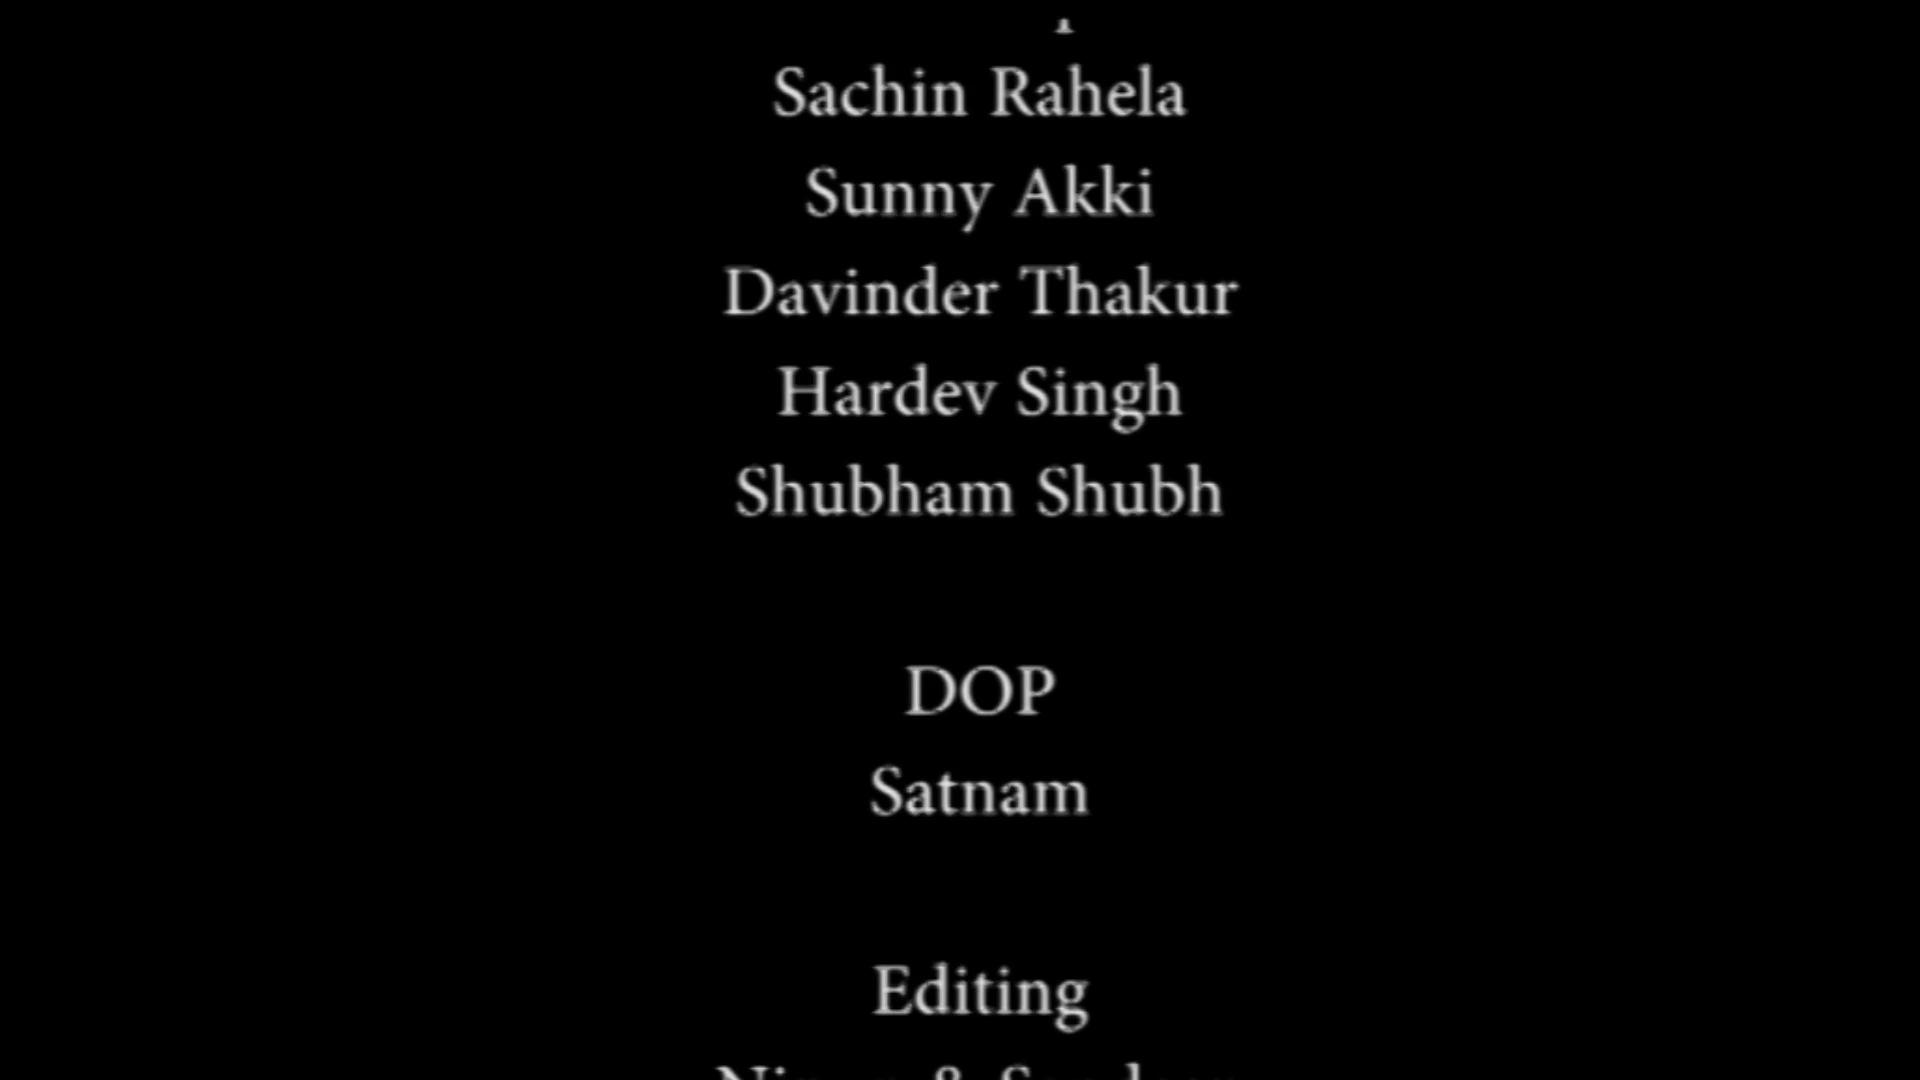 Sachin Rahela
Sunny Akki
Davinder Thakur
Hardev Singh
Shubham Shubh
DOP
Satnam
Editing
&